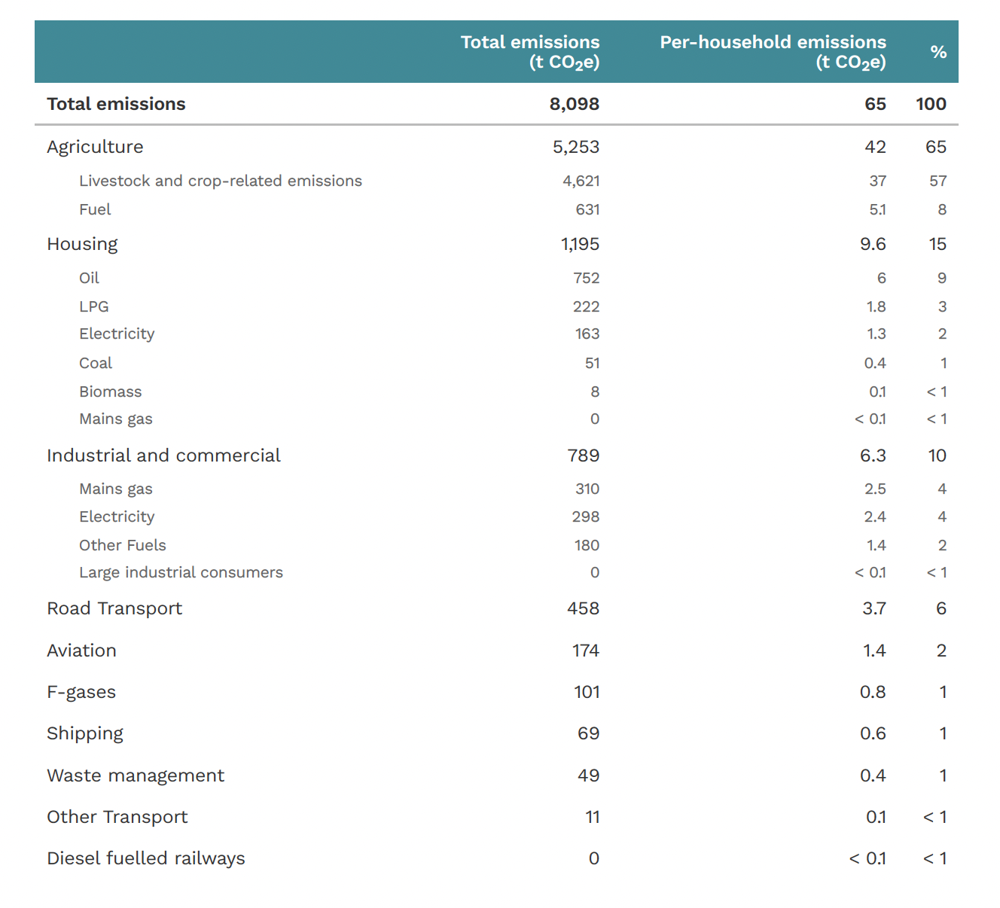 Total emissions (t CO₂e) Per-household emissions (t CO₂e) %
Total emissions 8,098 65 100
Agriculture 5,253 42 65
Livestock and crop-related emissions 4,621 37 57
Fuel 631 5.1 8
Housing 1,195 9.6 15
Oil 752 6 9
LPG 222 1.8 3
Electricity 163 1.3 2
Coal 51 0.4 1
Biomass 8 0.1 < 1
Mains gas 0 < 0.1 < 1
Industrial and commercial 789 6.3 10
Mains gas 310 2.5 4
Electricity 298 2.4 4
Other Fuels 180 1.4 2
Large industrial consumers 0 < 0.1 < 1
Road Transport 458 3.7 6
Aviation 174 1.4 2
F-gases 101 0.8 1
Shipping 69 0.6 1
Waste management 49 0.4 1
Other Transport 11 0.1 < 1
Diesel fuelled railways 0 < 0.1 < 1